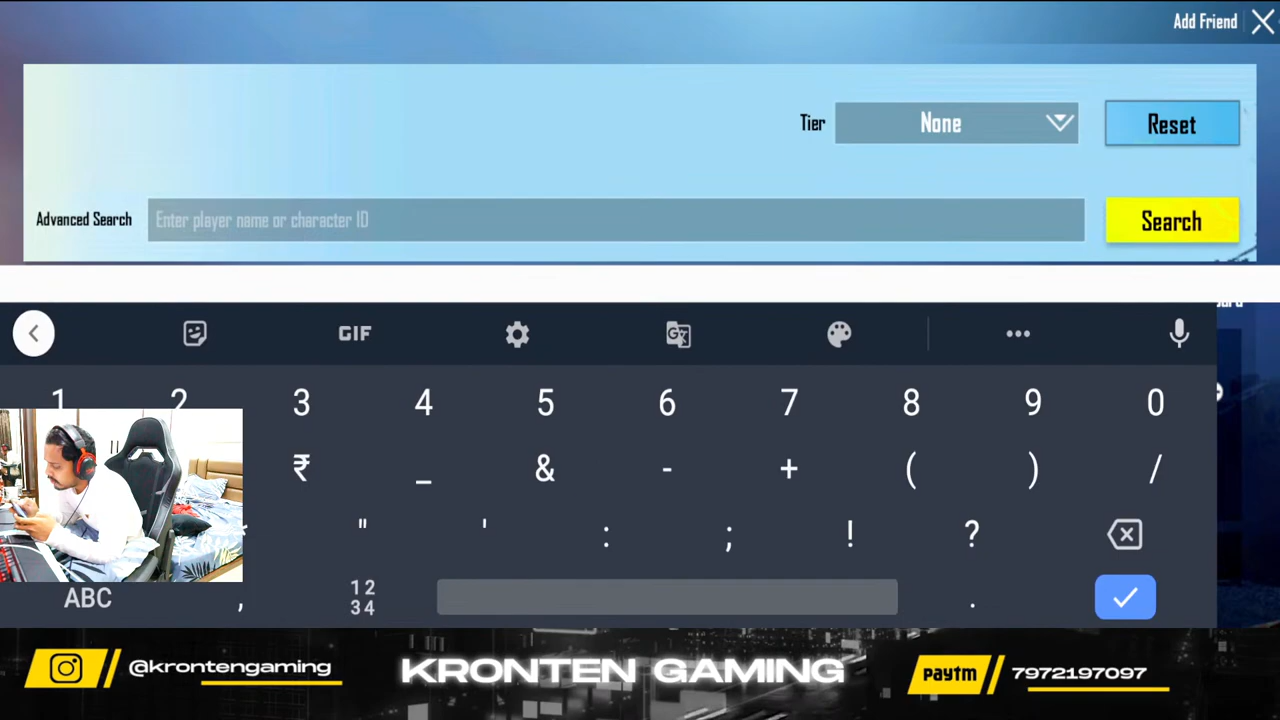 Add Friend
Tier None Reset
Advanced Search Enter player name or character ID Search
GIF
1 2 3 4 5 6 7 8 9 0
₹ _ & - + ( ) /
" ' : ; ! ?
ABC , 12 34 .
@krontengaming KRONTEN GAMING paytm 7972197097